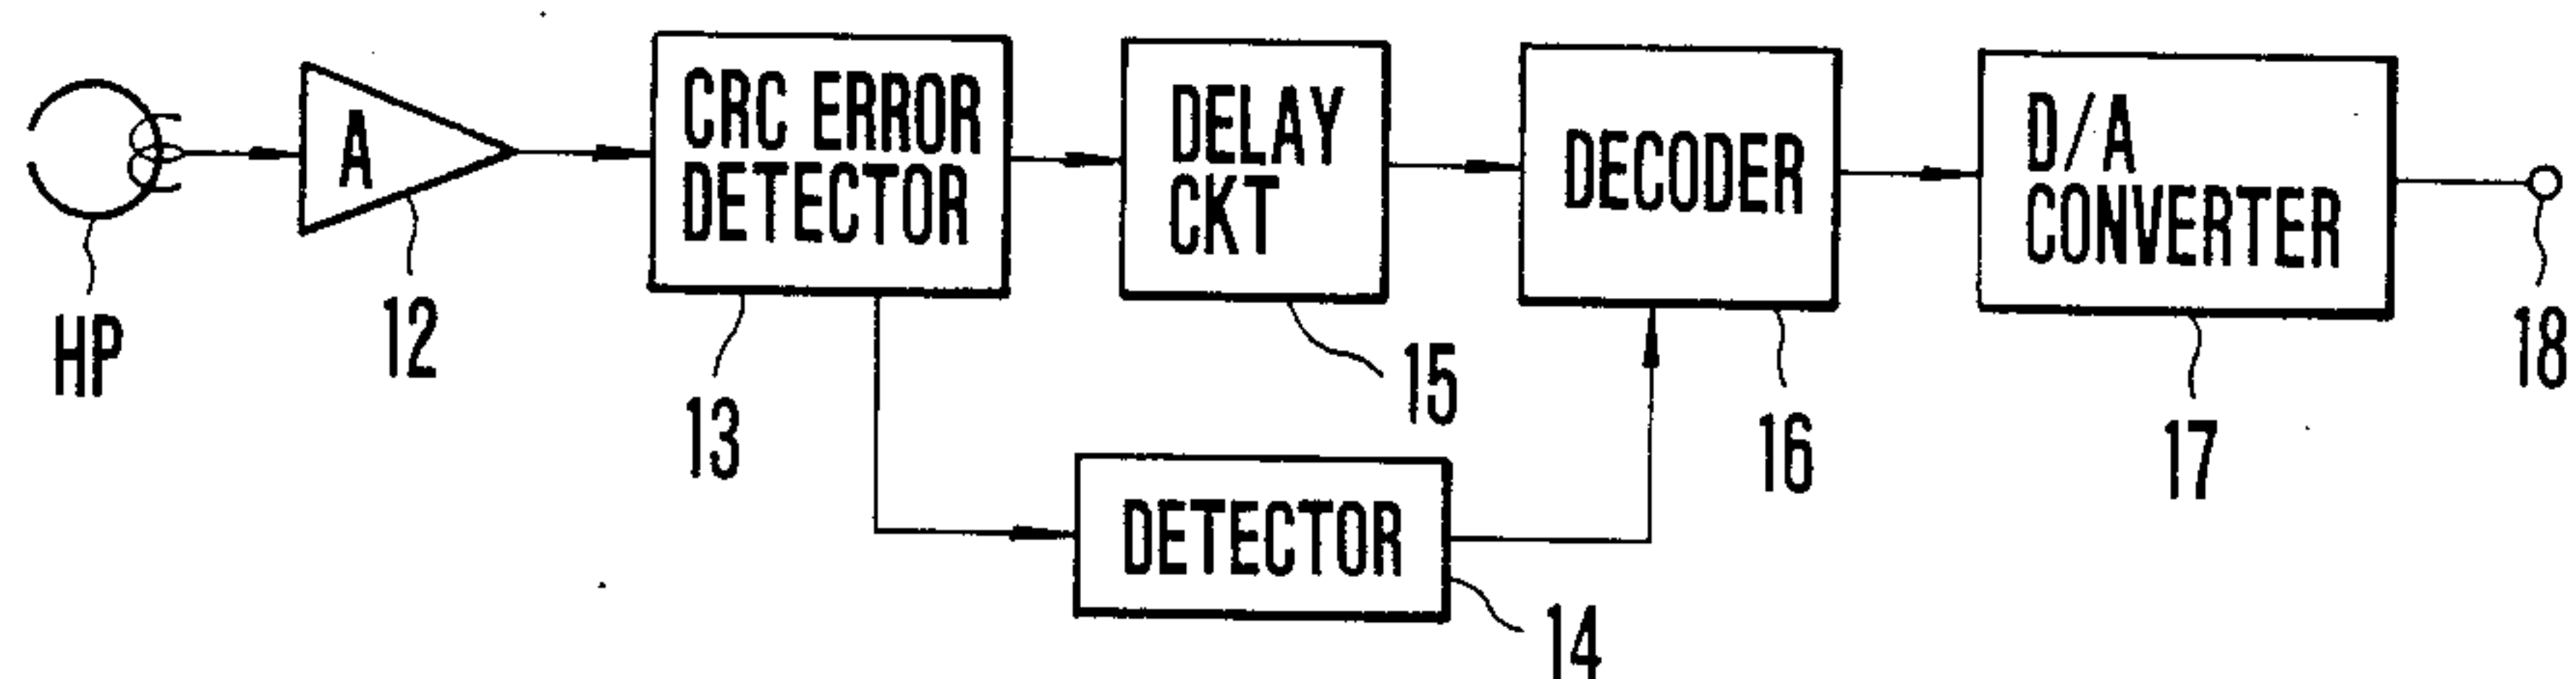 A
CRC ERROR
DETECTOR
DELAY
CKT
DECODER
D/A
CONVERTER
HP
12
13
15
16
17
18
DETECTOR
14